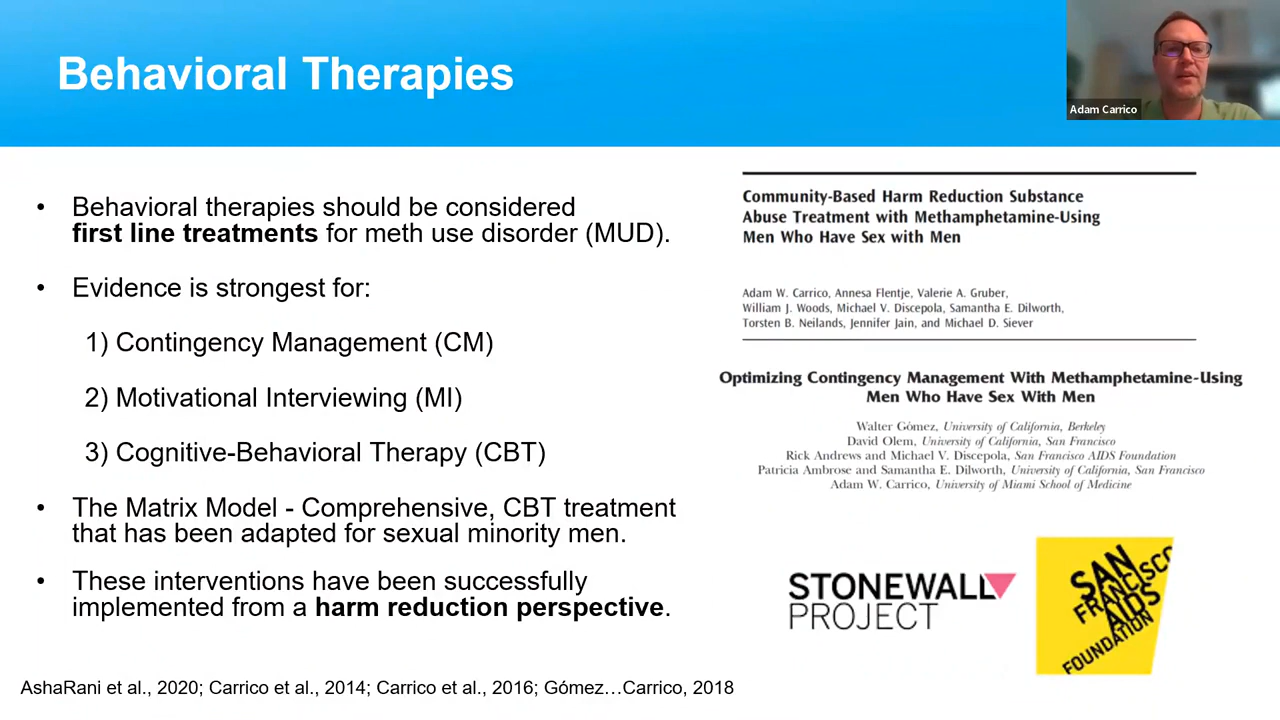 Behavioral Therapies
Adam Carrico
• Behavioral therapies should be considered
first line treatments for meth use disorder (MUD).
• Evidence is strongest for:
1) Contingency Management (CM)
2) Motivational Interviewing (MI)
3) Cognitive-Behavioral Therapy (CBT)
• The Matrix Model - Comprehensive, CBT treatment
that has been adapted for sexual minority men.
• These interventions have been successfully
implemented from a harm reduction perspective.
AshaRani et al., 2020; Carrico et al., 2014; Carrico et al., 2016; Gómez…Carrico, 2018
Community-Based Harm Reduction Substance
Abuse Treatment with Methamphetamine-Using
Men Who Have Sex with Men
Adam W. Carrico, Annesa Flentje, Valerie A. Gruber,
William J. Woods, Michael V. Discepola, Samantha E. Dilworth,
Torsten B. Neilands, Jennifer Jain, and Michael D. Siever
Optimizing Contingency Management With Methamphetamine-Using
Men Who Have Sex With Men
Walter Gómez, University of California, Berkeley
David Olem, University of California, San Francisco
Rick Andrews and Michael V. Discepola, San Francisco AIDS Foundation
Patricia Ambrose and Samantha E. Dilworth, University of California, San Francisco
Adam W. Carrico, University of Miami School of Medicine
STONEWALL
PROJECT
SAN
FRANCISCO
AIDS
FOUNDATION